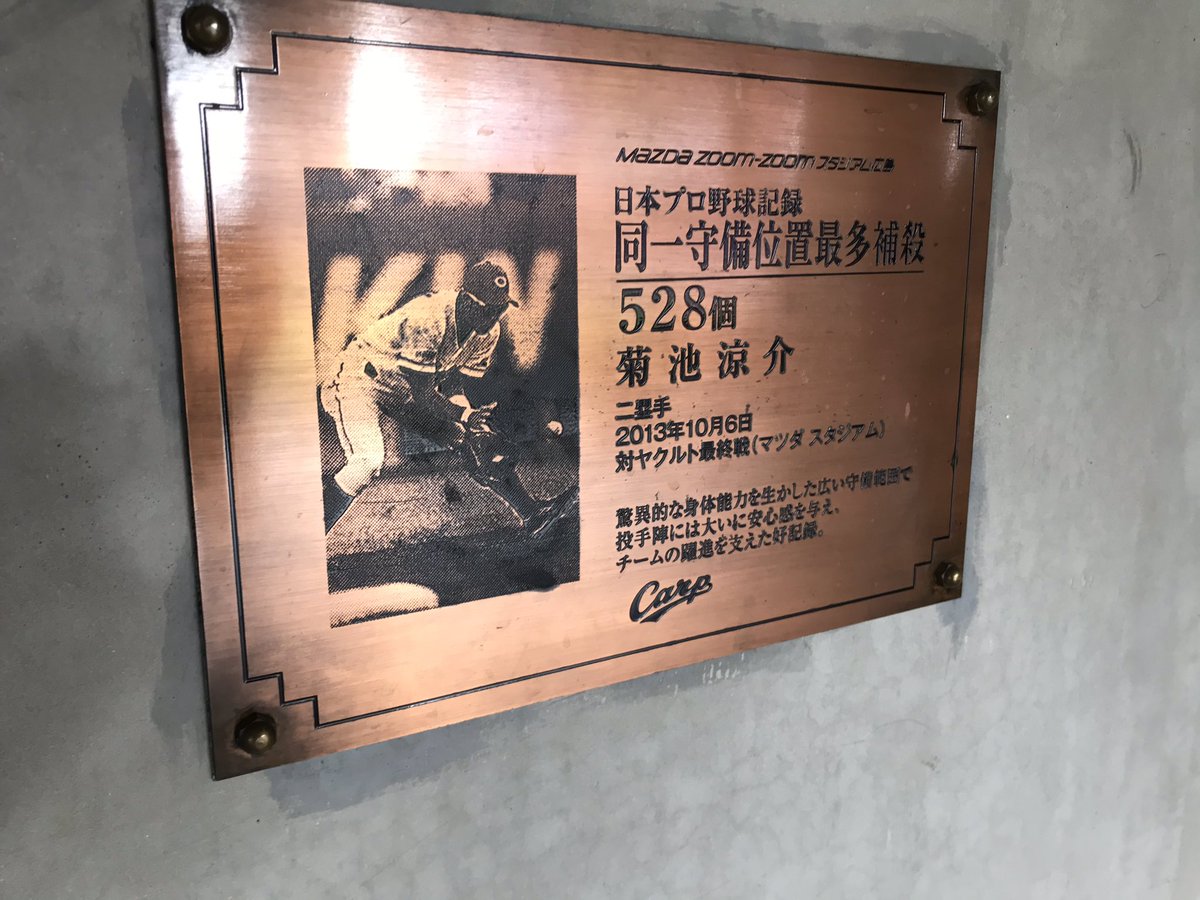 mazda zoom-zoom スタジアム広島
日本プロ野球記録
同一守備位置最多補殺
528個
菊池涼介
二塁手
2013年10月6日
対ヤクルト最終戦(マツダ スタジアム)
驚異的な身体能力を生かした広い守備範囲で
投手陣には大いに安心感を与え、
チームの躍進を支えた好記録。
Carp